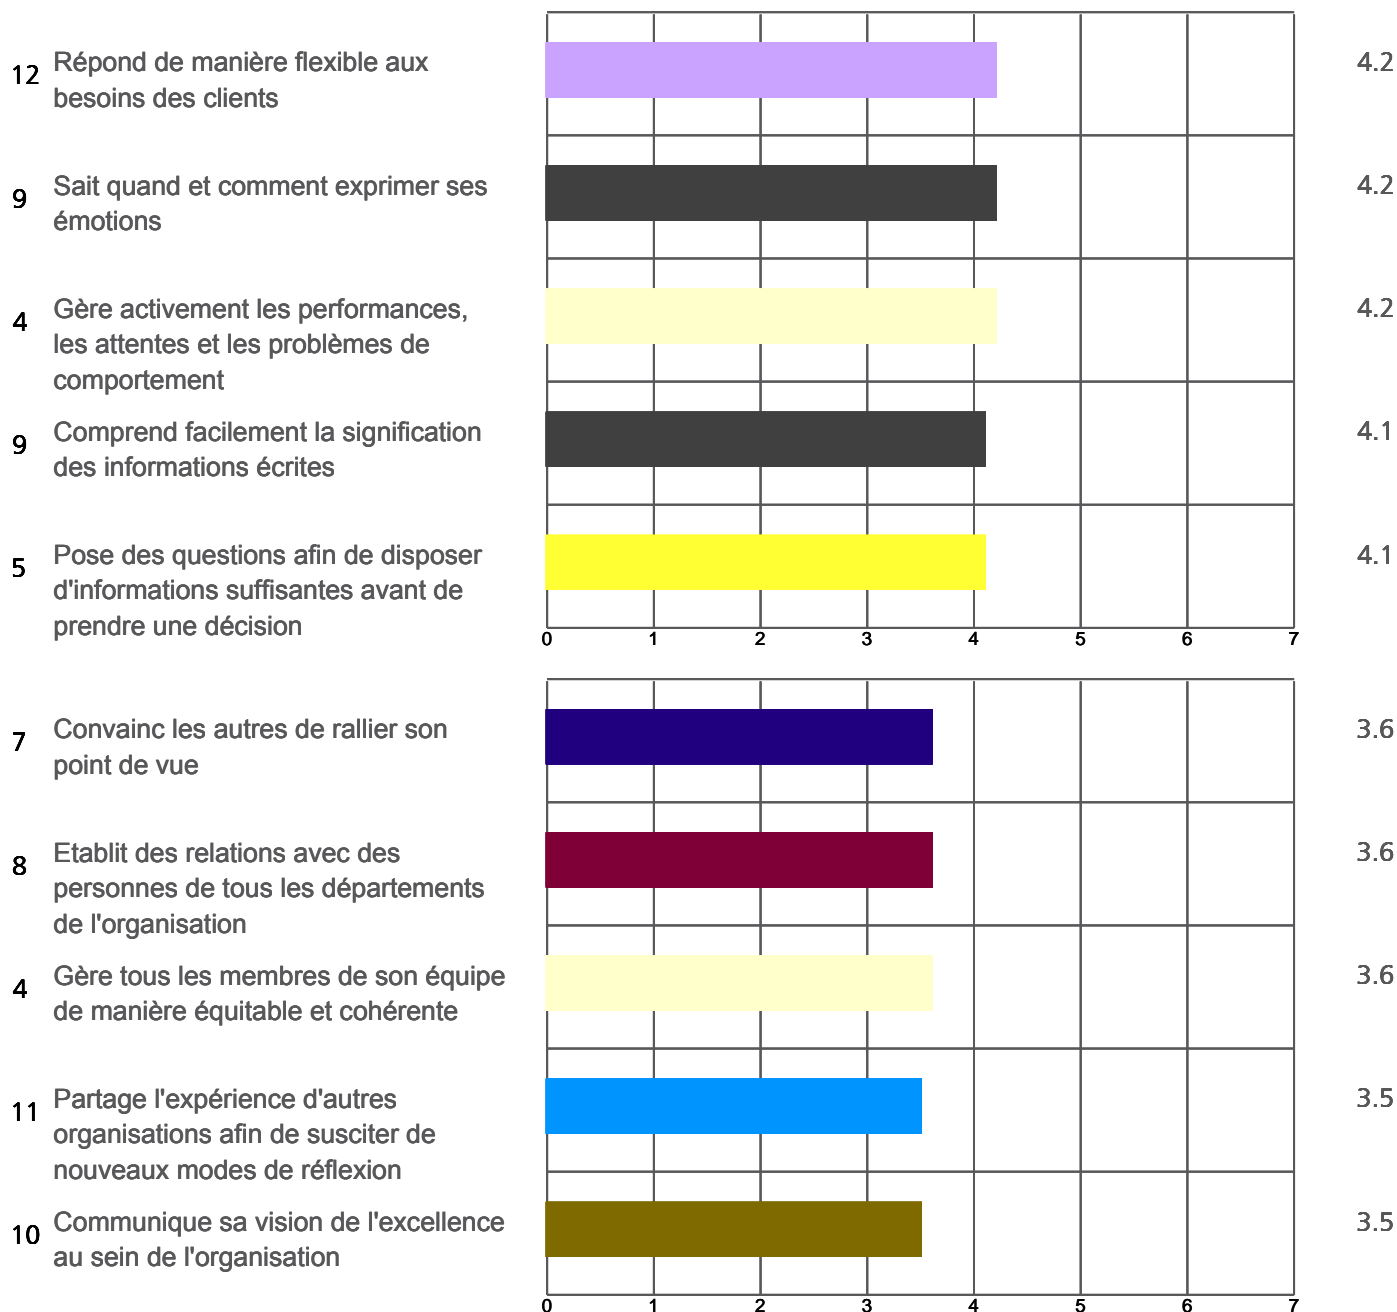 12 Répond de manière flexible aux 4.2
besoins des clients
9 Sait quand et comment exprimer ses 4.2
émotions
4 Gère activement les performances, 4.2
les attentes et les problèmes de
comportement
9 Comprend facilement la signification 4.1
des informations écrites
5 Pose des questions afin de disposer 4.1
d'informations suffisantes avant de
prendre une décision
0 1 2 3 4 5 6 7
7 Convainc les autres de rallier son 3.6
point de vue
8 Etablit des relations avec des 3.6
personnes de tous les départements
de l'organisation
4 Gère tous les membres de son équipe 3.6
de manière équitable et cohérente
11 Partage l'expérience d'autres 3.5
organisations afin de susciter de
nouveaux modes de réflexion
10 Communique sa vision de l'excellence 3.5
au sein de l'organisation
0 1 2 3 4 5 6 7